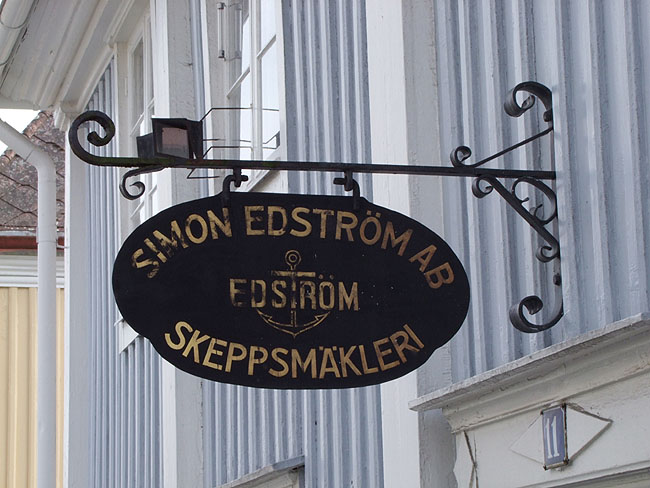 SIMON EDSTRÖM AB
EDSTRÖM
SKEPPSMÄKLERI
11